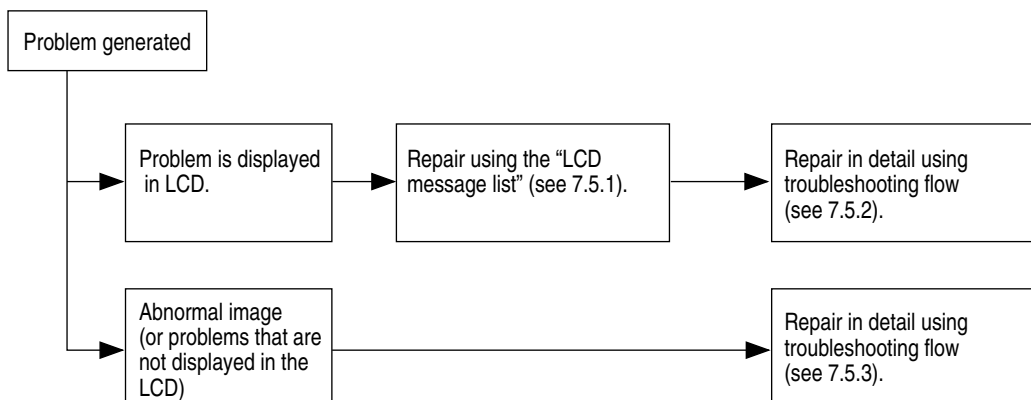 Problem generated
Problem is displayed
in LCD.
Repair using the “LCD
message list” (see 7.5.1).
Repair in detail using
troubleshooting flow
(see 7.5.2).
Abnormal image
(or problems that are
not displayed in the
LCD)
Repair in detail using
troubleshooting flow
(see 7.5.3).